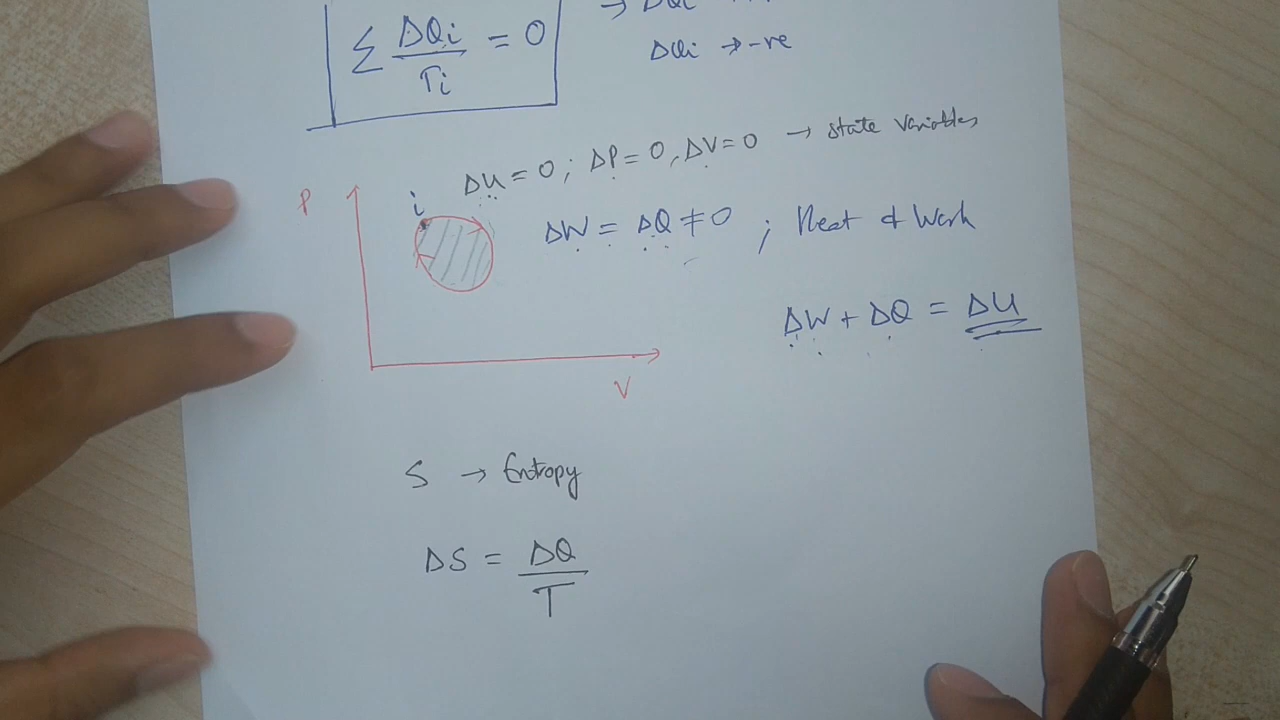 Σ ΔQi/Ti = 0
→ ΔQi
ΔQi → -ve
ΔU = 0; ΔP = 0, ΔV = 0 → state variables
P
i
ΔW = ΔQ ≠ 0 ; Heat & Work
ΔW + ΔQ = ΔU
V
S → Entropy
ΔS = ΔQ/T